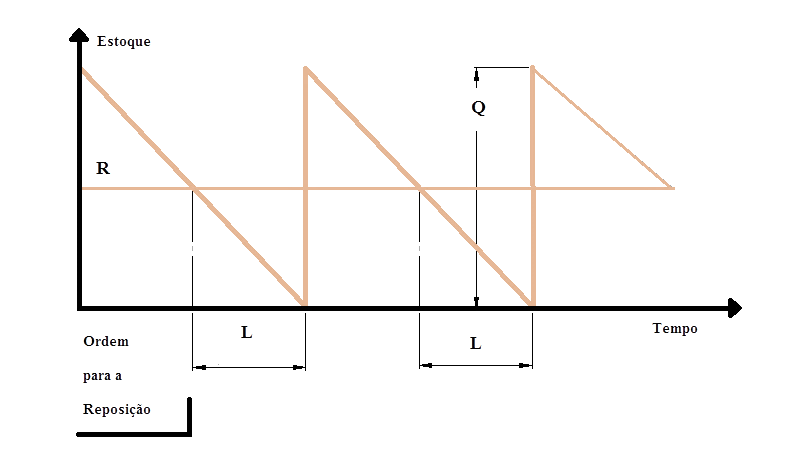 Estoque
Q
R
L
Tempo
L
Ordem
para a
Reposição